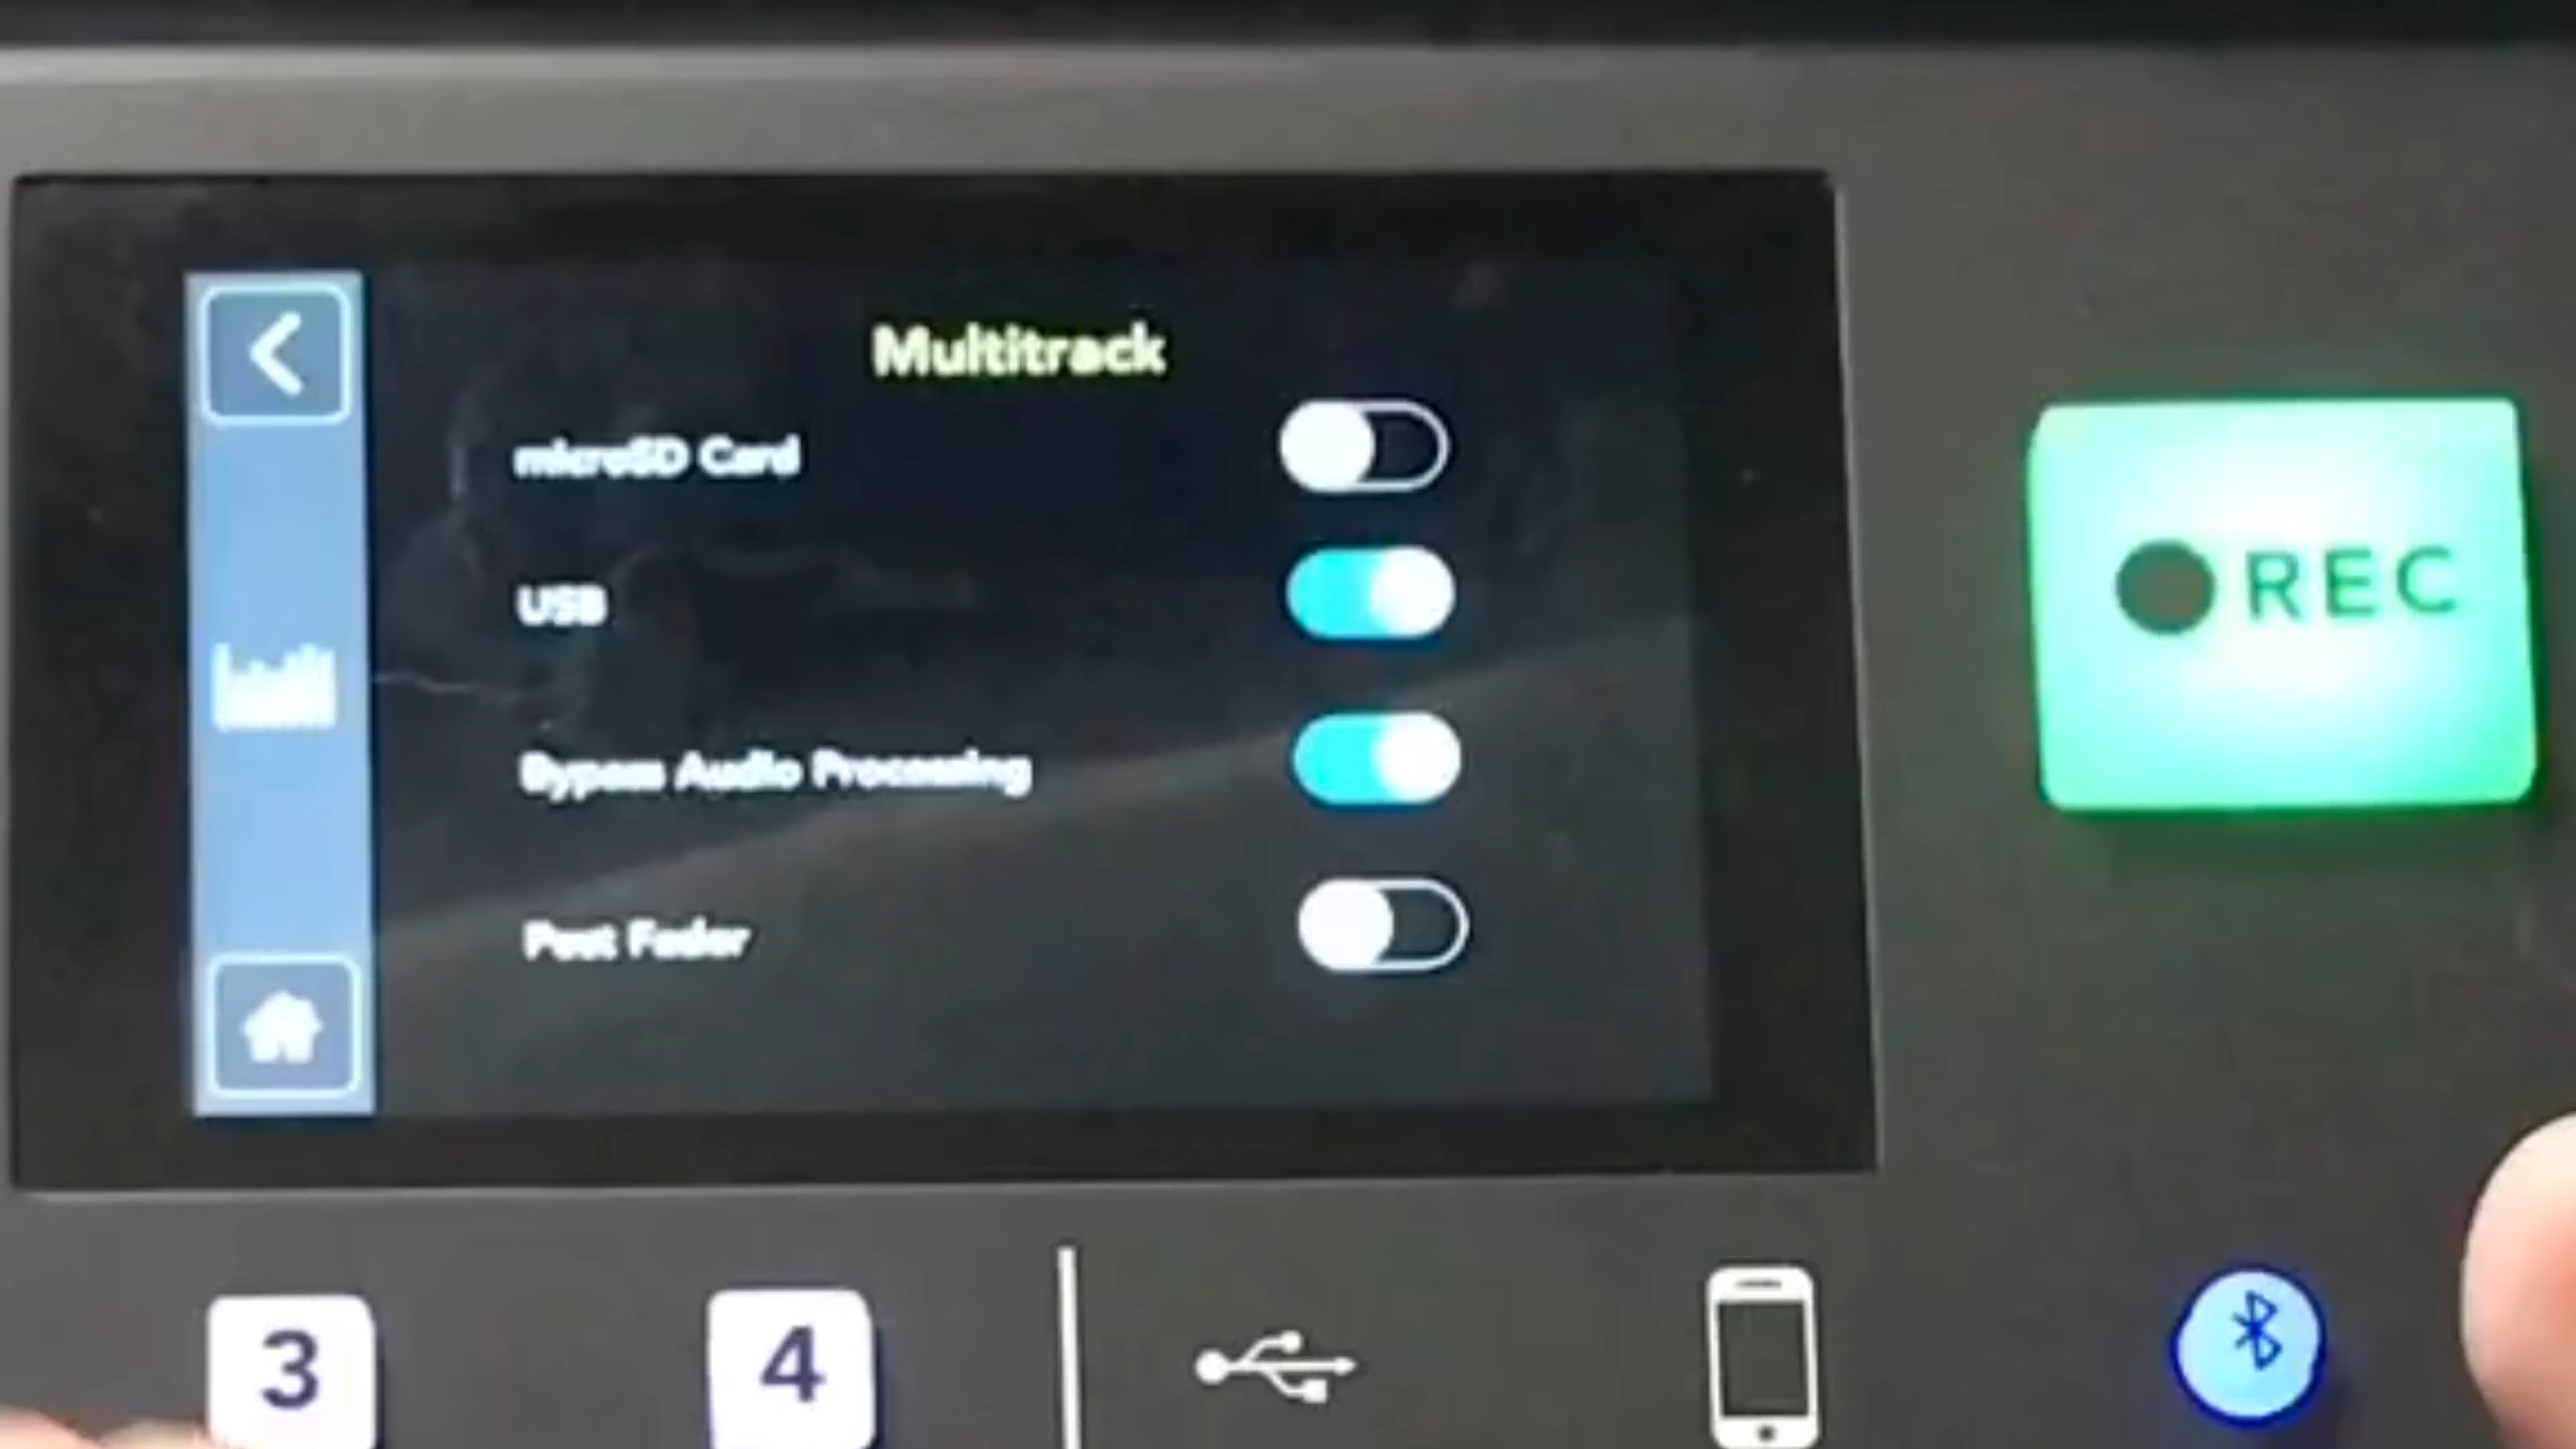 Multitrack
microSD Card
USB
Bypass Audio Processing
Post Fader
REC
3
4